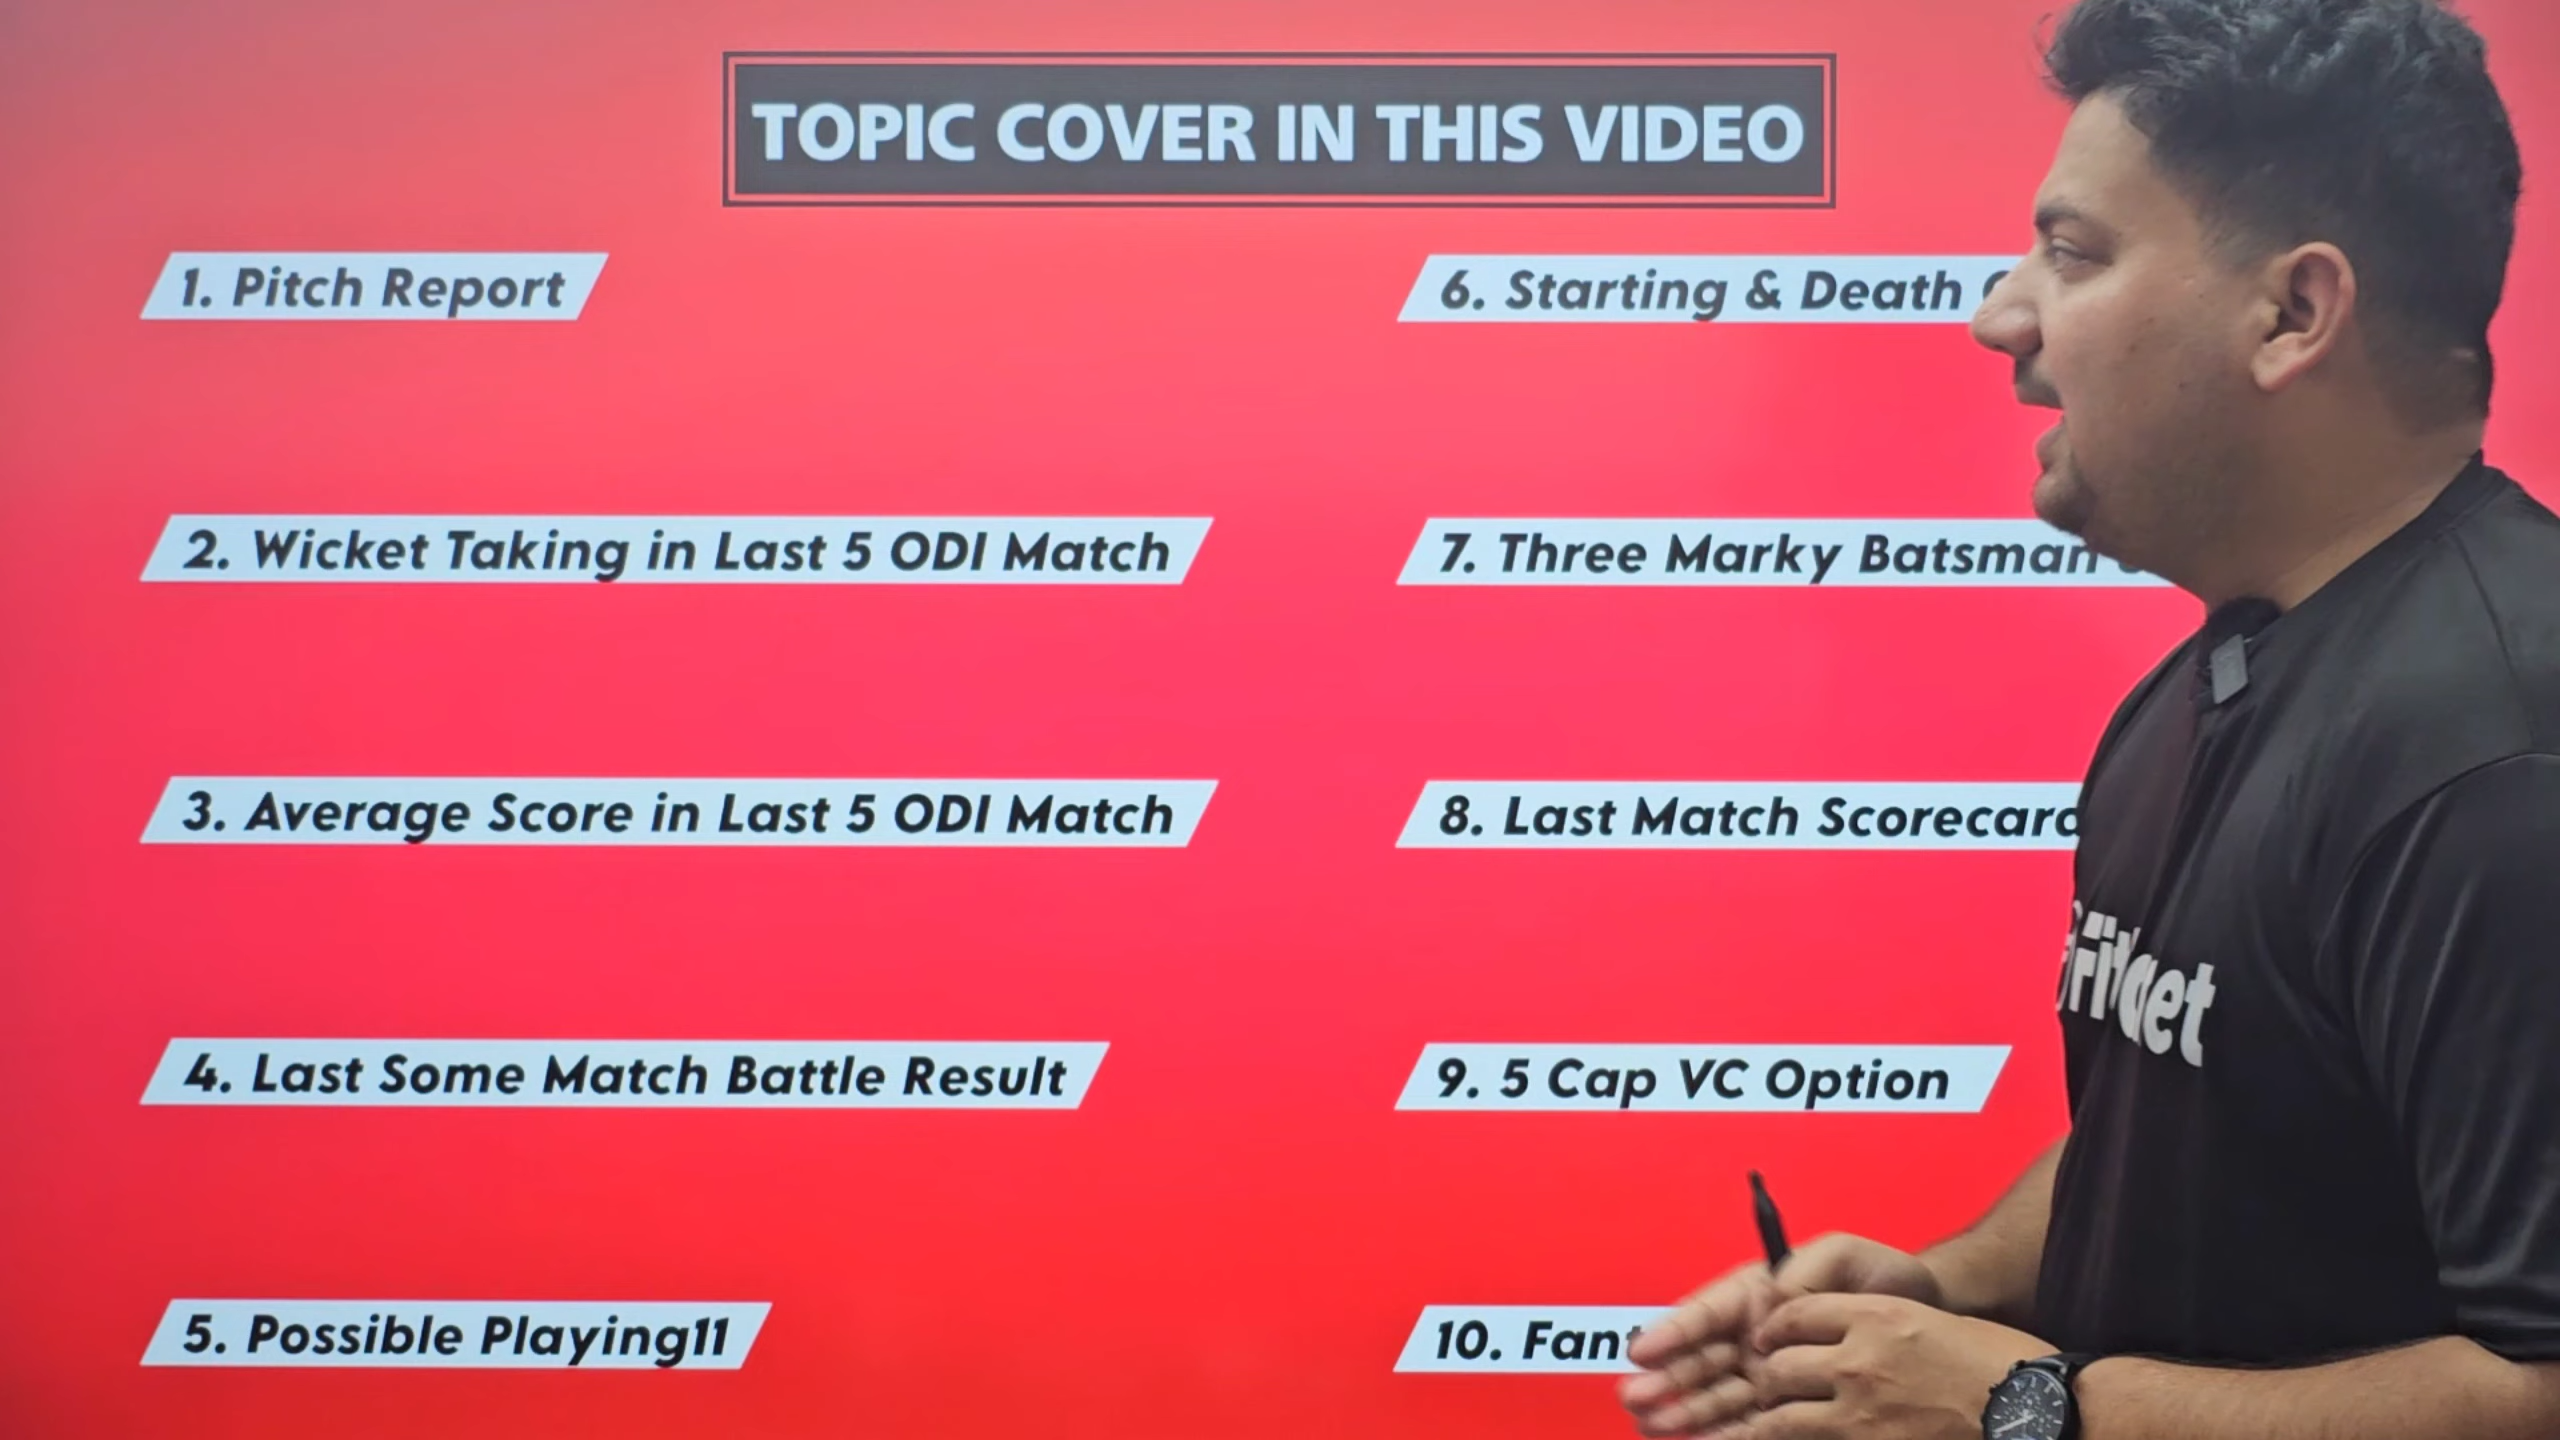 TOPIC COVER IN THIS VIDEO
1. Pitch Report
2. Wicket Taking in Last 5 ODI Match
3. Average Score in Last 5 ODI Match
4. Last Some Match Battle Result
5. Possible Playing11
6. Starting & Death
7. Three Marky Batsman
8. Last Match Scorecard
9. 5 Cap VC Option
10.